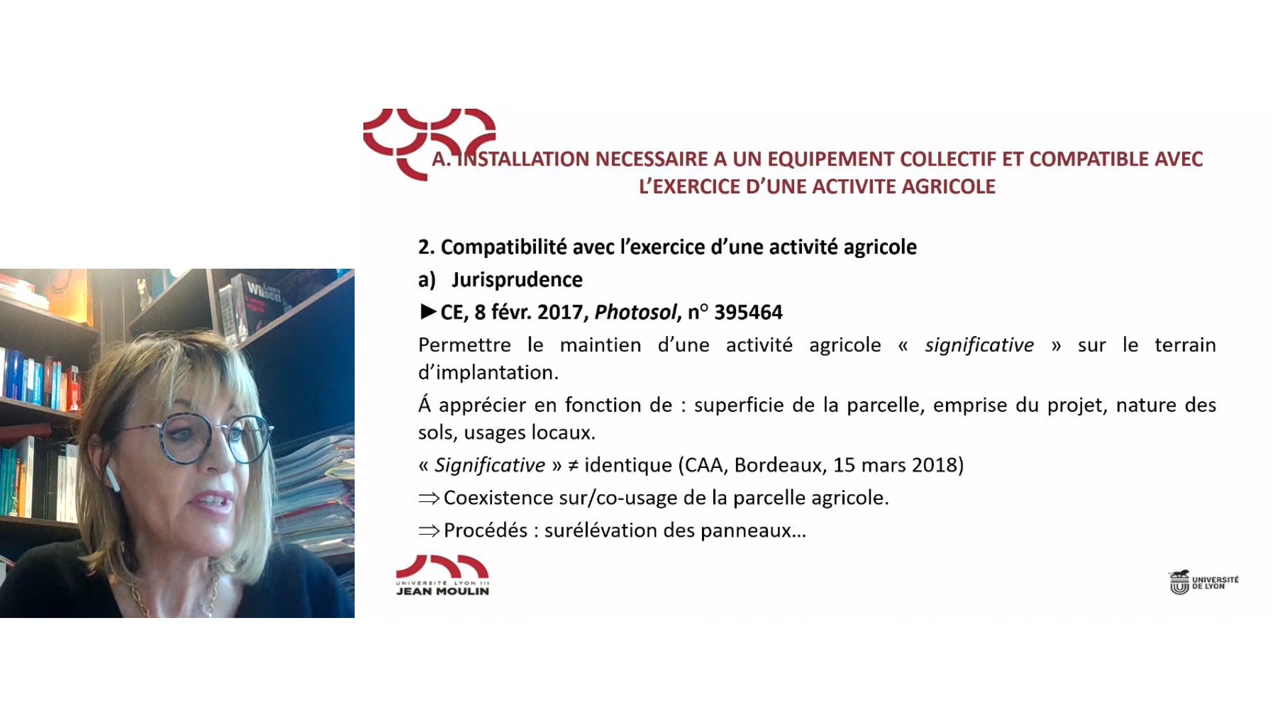 A. INSTALLATION NECESSAIRE A UN EQUIPEMENT COLLECTIF ET COMPATIBLE AVEC
L'EXERCICE D'UNE ACTIVITE AGRICOLE
2. Compatibilité avec l'exercice d'une activité agricole
a) Jurisprudence
►CE, 8 févr. 2017, Photosol, nº 395464
Permettre le maintien d'une activité agricole « significative » sur le terrain
d'implantation.
Á apprécier en fonction de : superficie de la parcelle, emprise du projet, nature des
sols, usages locaux.
« Significative » ≠ identique (CAA, Bordeaux, 15 mars 2018)
⇒ Coexistence sur/co-usage de la parcelle agricole.
⇒ Procédés : surélévation des panneaux...
UNIVERSITÉ LYON III
JEAN MOULIN
UNIVERSITÉ
DE LYON
Wilson